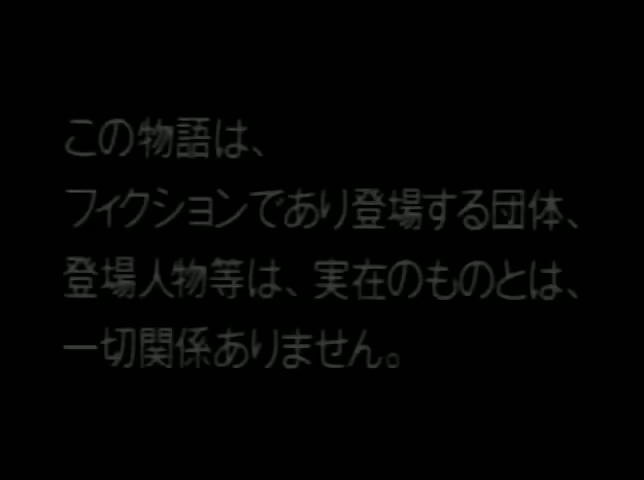 この物語は、
フィクションであり登場する団体、
登場人物等は、実在のものとは、
一切関係ありません。